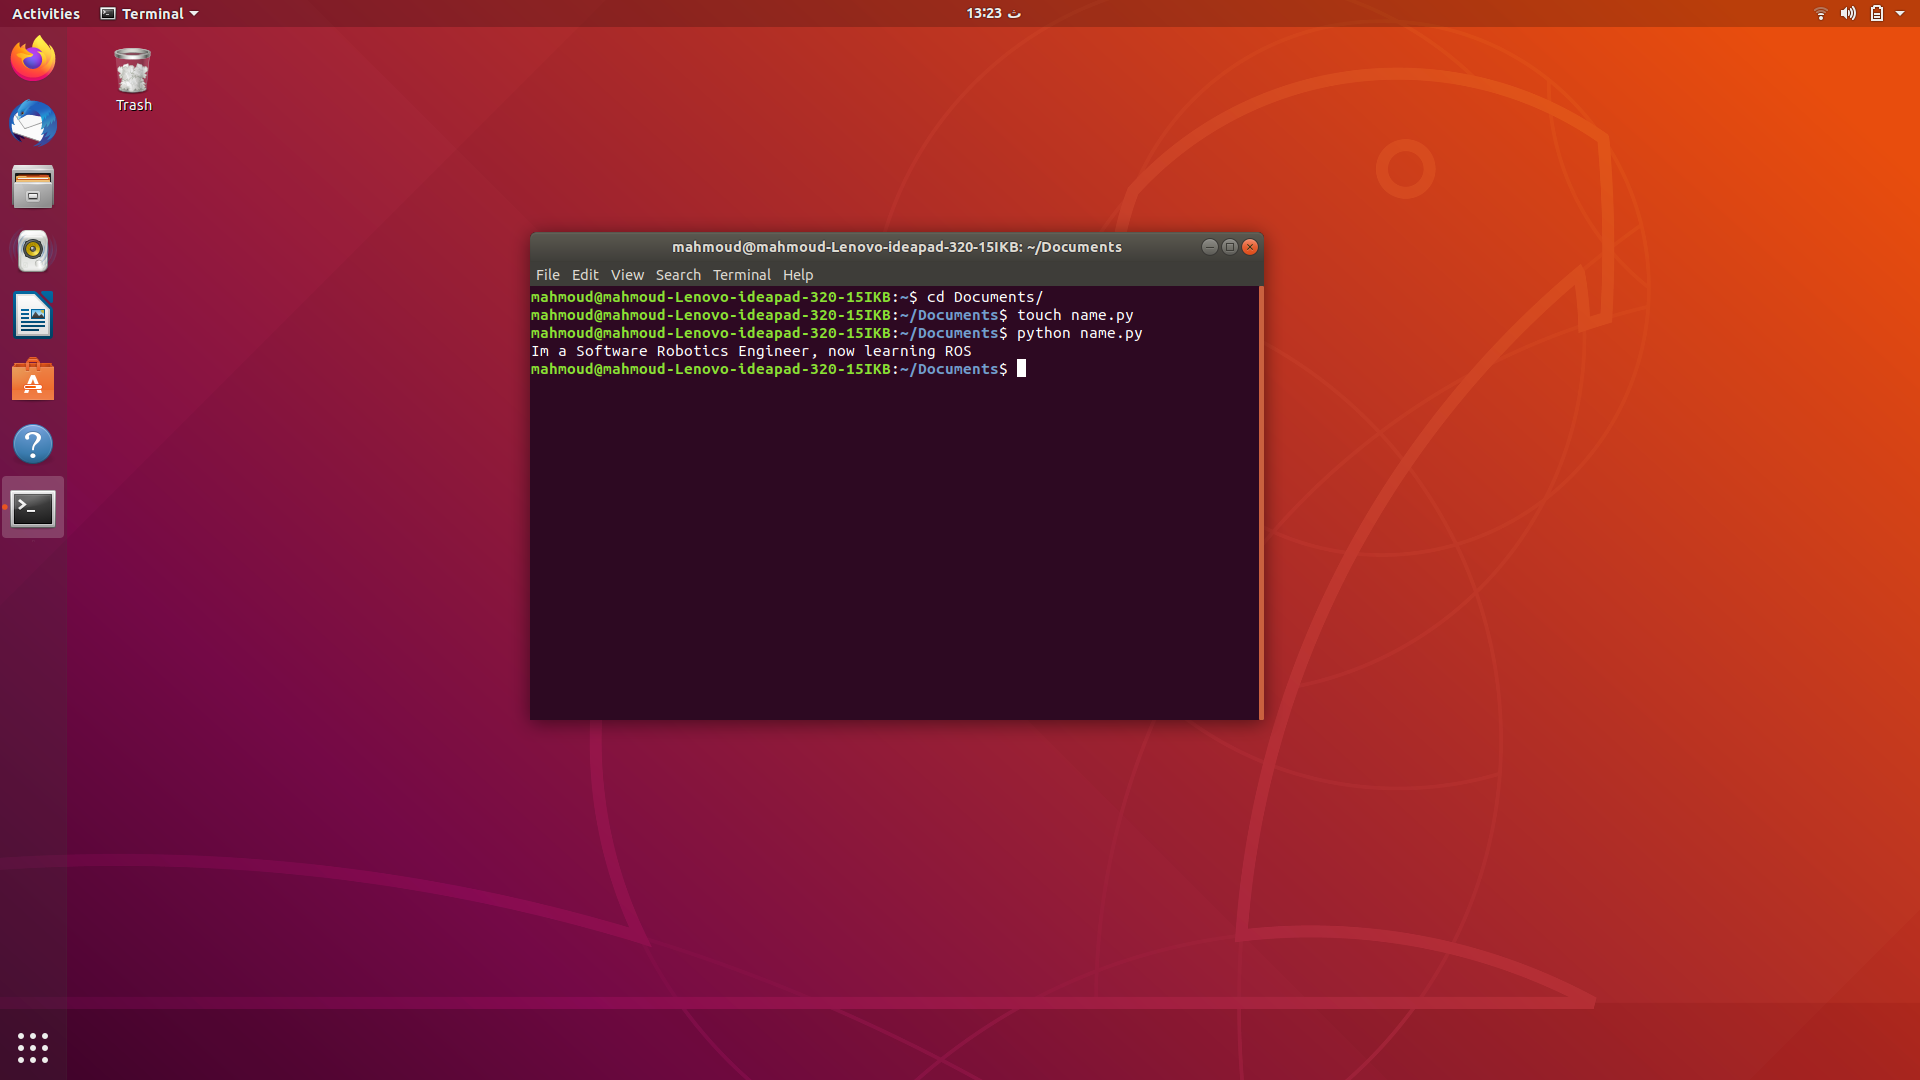 Activities Terminal 13:23 ث
Trash
mahmoud@mahmoud-Lenovo-ideapad-320-15IKB: ~/Documents
File Edit View Search Terminal Help
mahmoud@mahmoud-Lenovo-ideapad-320-15IKB:~$ cd Documents/
mahmoud@mahmoud-Lenovo-ideapad-320-15IKB:~/Documents$ touch name.py
mahmoud@mahmoud-Lenovo-ideapad-320-15IKB:~/Documents$ python name.py
Im a Software Robotics Engineer, now learning ROS
mahmoud@mahmoud-Lenovo-ideapad-320-15IKB:~/Documents$